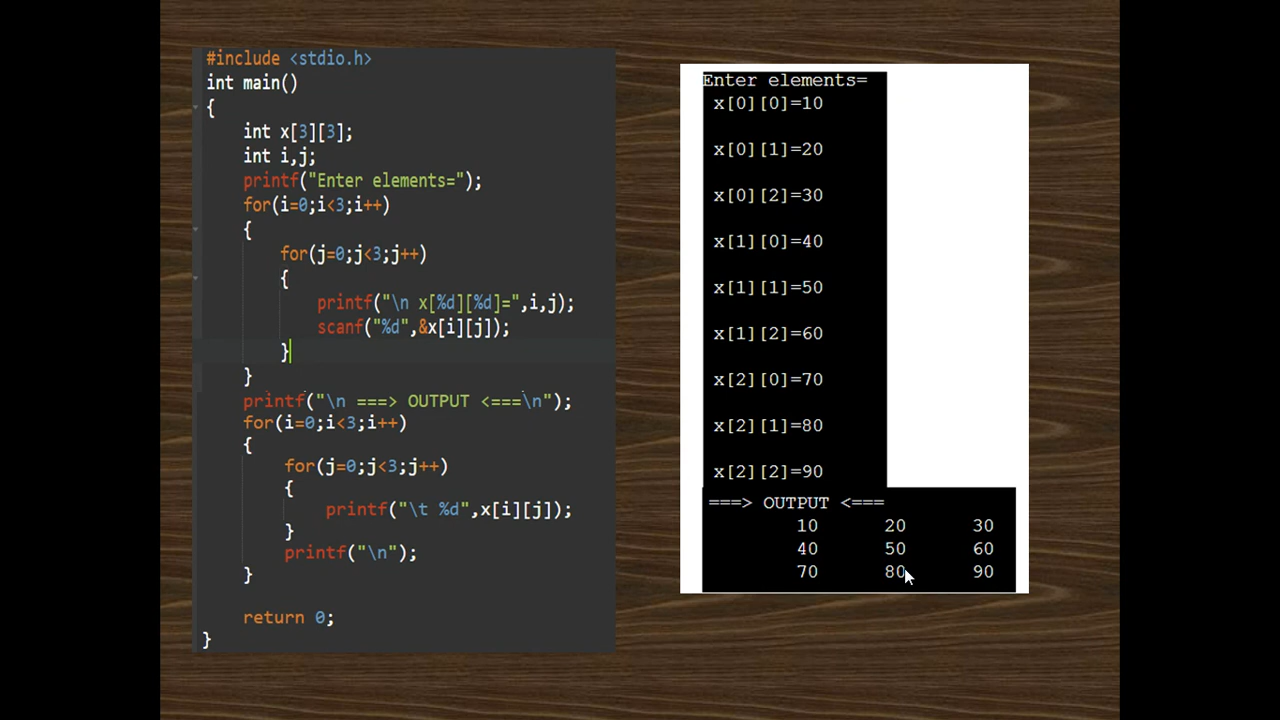 #include <stdio.h>
int main()
{
int x[3][3];
int i,j;
printf("Enter elements=");
for(i=0;i<3;i++)
{
for(j=0;j<3;j++)
{
printf("\n x[%d][%d]=",i,j);
scanf("%d",&x[i][j]);
}
}
printf("\n ===> OUTPUT <===\n");
for(i=0;i<3;i++)
{
for(j=0;j<3;j++)
{
printf("\t %d",x[i][j]);
}
printf("\n");
}
return 0;
}
Enter elements=
x[0][0]=10
x[0][1]=20
x[0][2]=30
x[1][0]=40
x[1][1]=50
x[1][2]=60
x[2][0]=70
x[2][1]=80
x[2][2]=90
===> OUTPUT <===
10 20 30
40 50 60
70 80 90